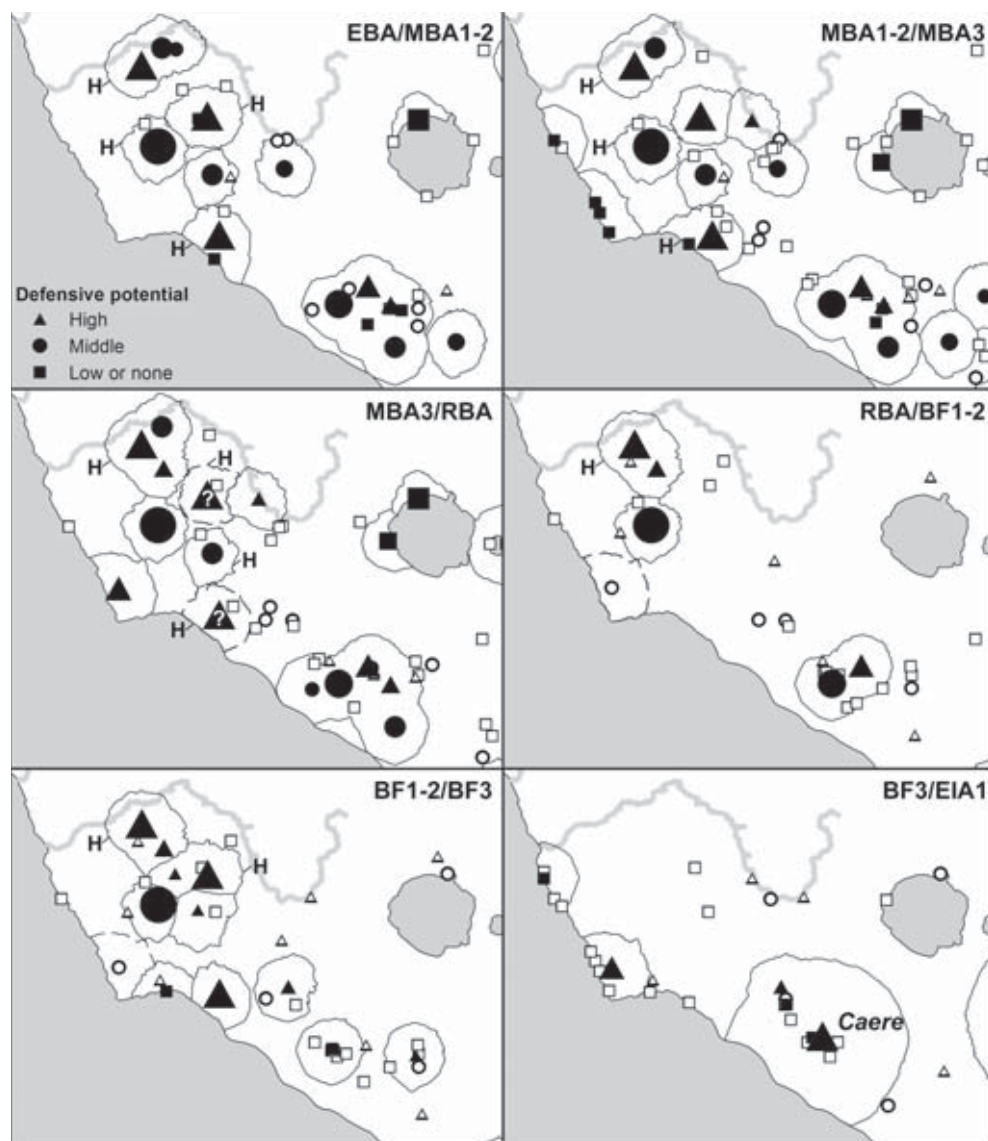 EBA/MBA1-2
H
H
H
H
Defensive potential
High
Middle
Low or none
MBA1-2/MBA3
H
H
H
MBA3/RBA
H
H
?
H
?
H
RBA/BF1-2
H
BF1-2/BF3
H
H
BF3/EIA1
Caere